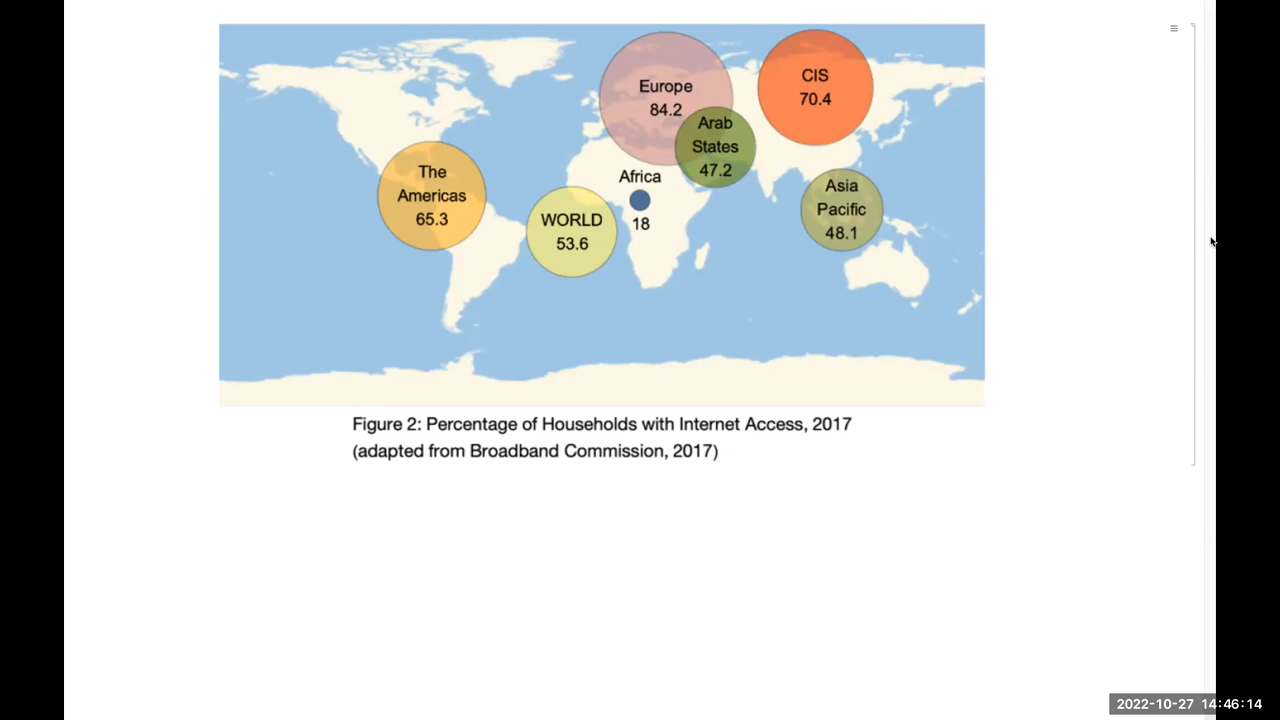 Europe
84.2
CIS
70.4
Arab
States
47.2
The
Americas
65.3
Africa
18
WORLD
53.6
Asia
Pacific
48.1
Figure 2: Percentage of Households with Internet Access, 2017
(adapted from Broadband Commission, 2017)
2022-10-27 14:46:14